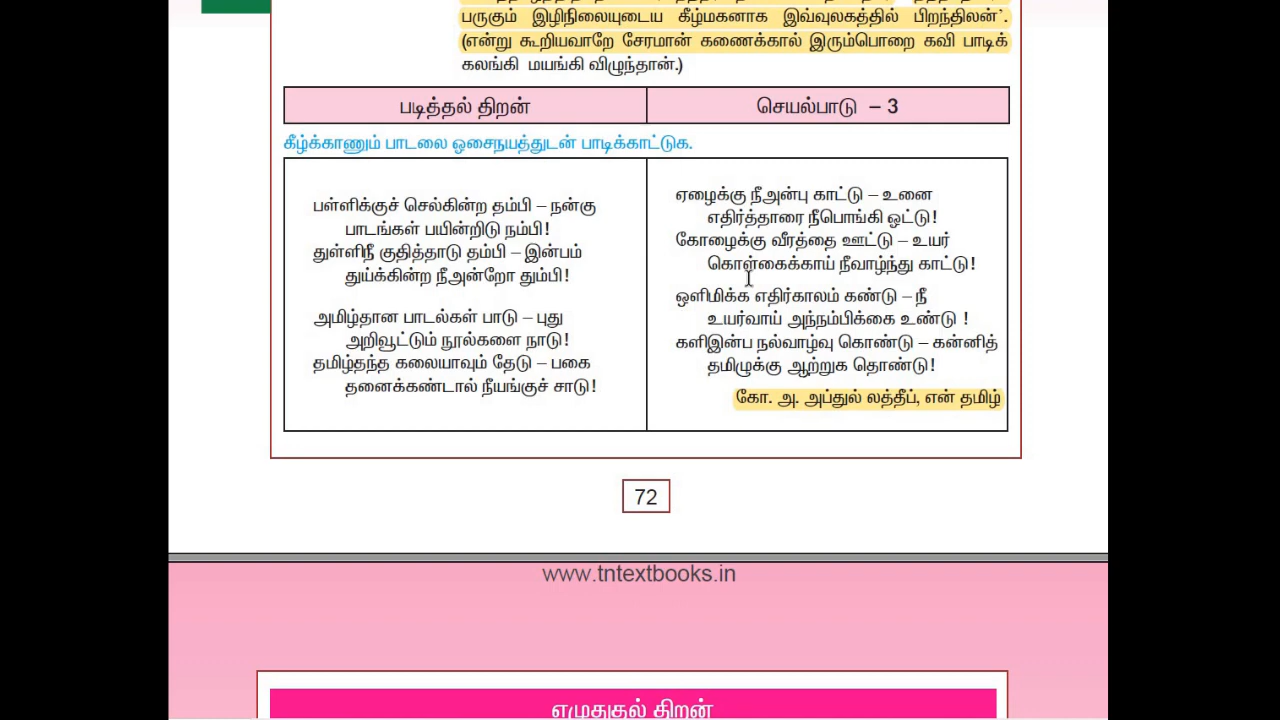 பருகும் இழிநிலையுடைய கீழ்மகனாக இவ்வுலகத்தில் பிறந்திலன்'.
(என்று கூறியவாறே சேரமான் கணைக்கால் இரும்பொறை கவி பாடிக்
கலங்கி மயங்கி விழுந்தான்.)
படித்தல் திறன்
செயல்பாடு – 3
கீழ்க்காணும் பாடலை ஓசைநயத்துடன் பாடிக்காட்டுக.
பள்ளிக்குச் செல்கின்ற தம்பி – நன்கு
பாடங்கள் பயின்றிடு நம்பி!
துள்ளிநீ குதித்தாடு தம்பி – இன்பம்
துய்க்கின்ற நீஅன்றோ தும்பி!
அமிழ்தான பாடல்கள் பாடு – புது
அறிவூட்டும் நூல்களை நாடு!
தமிழ்தந்த கலையாவும் தேடு – பகை
தனைக்கண்டால் நீயங்குச் சாடு!
ஏழைக்கு நீஅன்பு காட்டு – உனை
எதிர்த்தாரை நீபொங்கி ஓட்டு!
கோழைக்கு வீரத்தை ஊட்டு – உயர்
கொள்கைக்காய் நீவாழ்ந்து காட்டு!
ஒளிமிக்க எதிர்காலம் கண்டு – நீ
உயர்வாய் அந்நம்பிக்கை உண்டு !
களிஇன்ப நல்வாழ்வு கொண்டு – கன்னித்
தமிழுக்கு ஆற்றுக தொண்டு!
கோ. அ. அப்துல் லத்தீப், என் தமிழ்
72
www.tntextbooks.in
எழுதுதல் திறன்